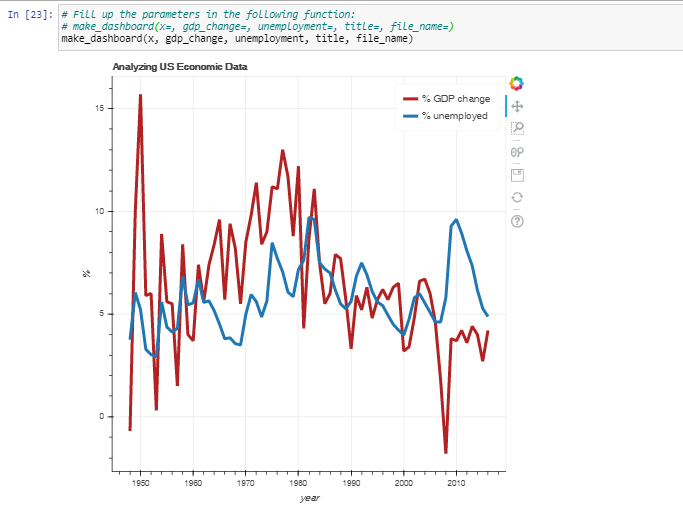 In [23]: # Fill up the parameters in the following function:
# make_dashboard(x=, gdp_change=, unemployment=, title=, file_name=)
make_dashboard(x, gdp_change, unemployment, title, file_name)
Analyzing US Economic Data
% GDP change
% unemployed
15
10
%
5
0
1950 1960 1970 1980 1990 2000 2010
year